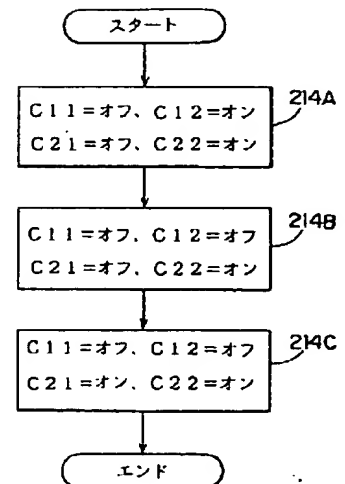 スタート
C11=オフ、C12=オン
214A
C21=オフ、C22=オン
C11=オフ、C12=オフ
214B
C21=オフ、C22=オン
C11=オフ、C12=オフ
214C
C21=オン、C22=オン
エンド